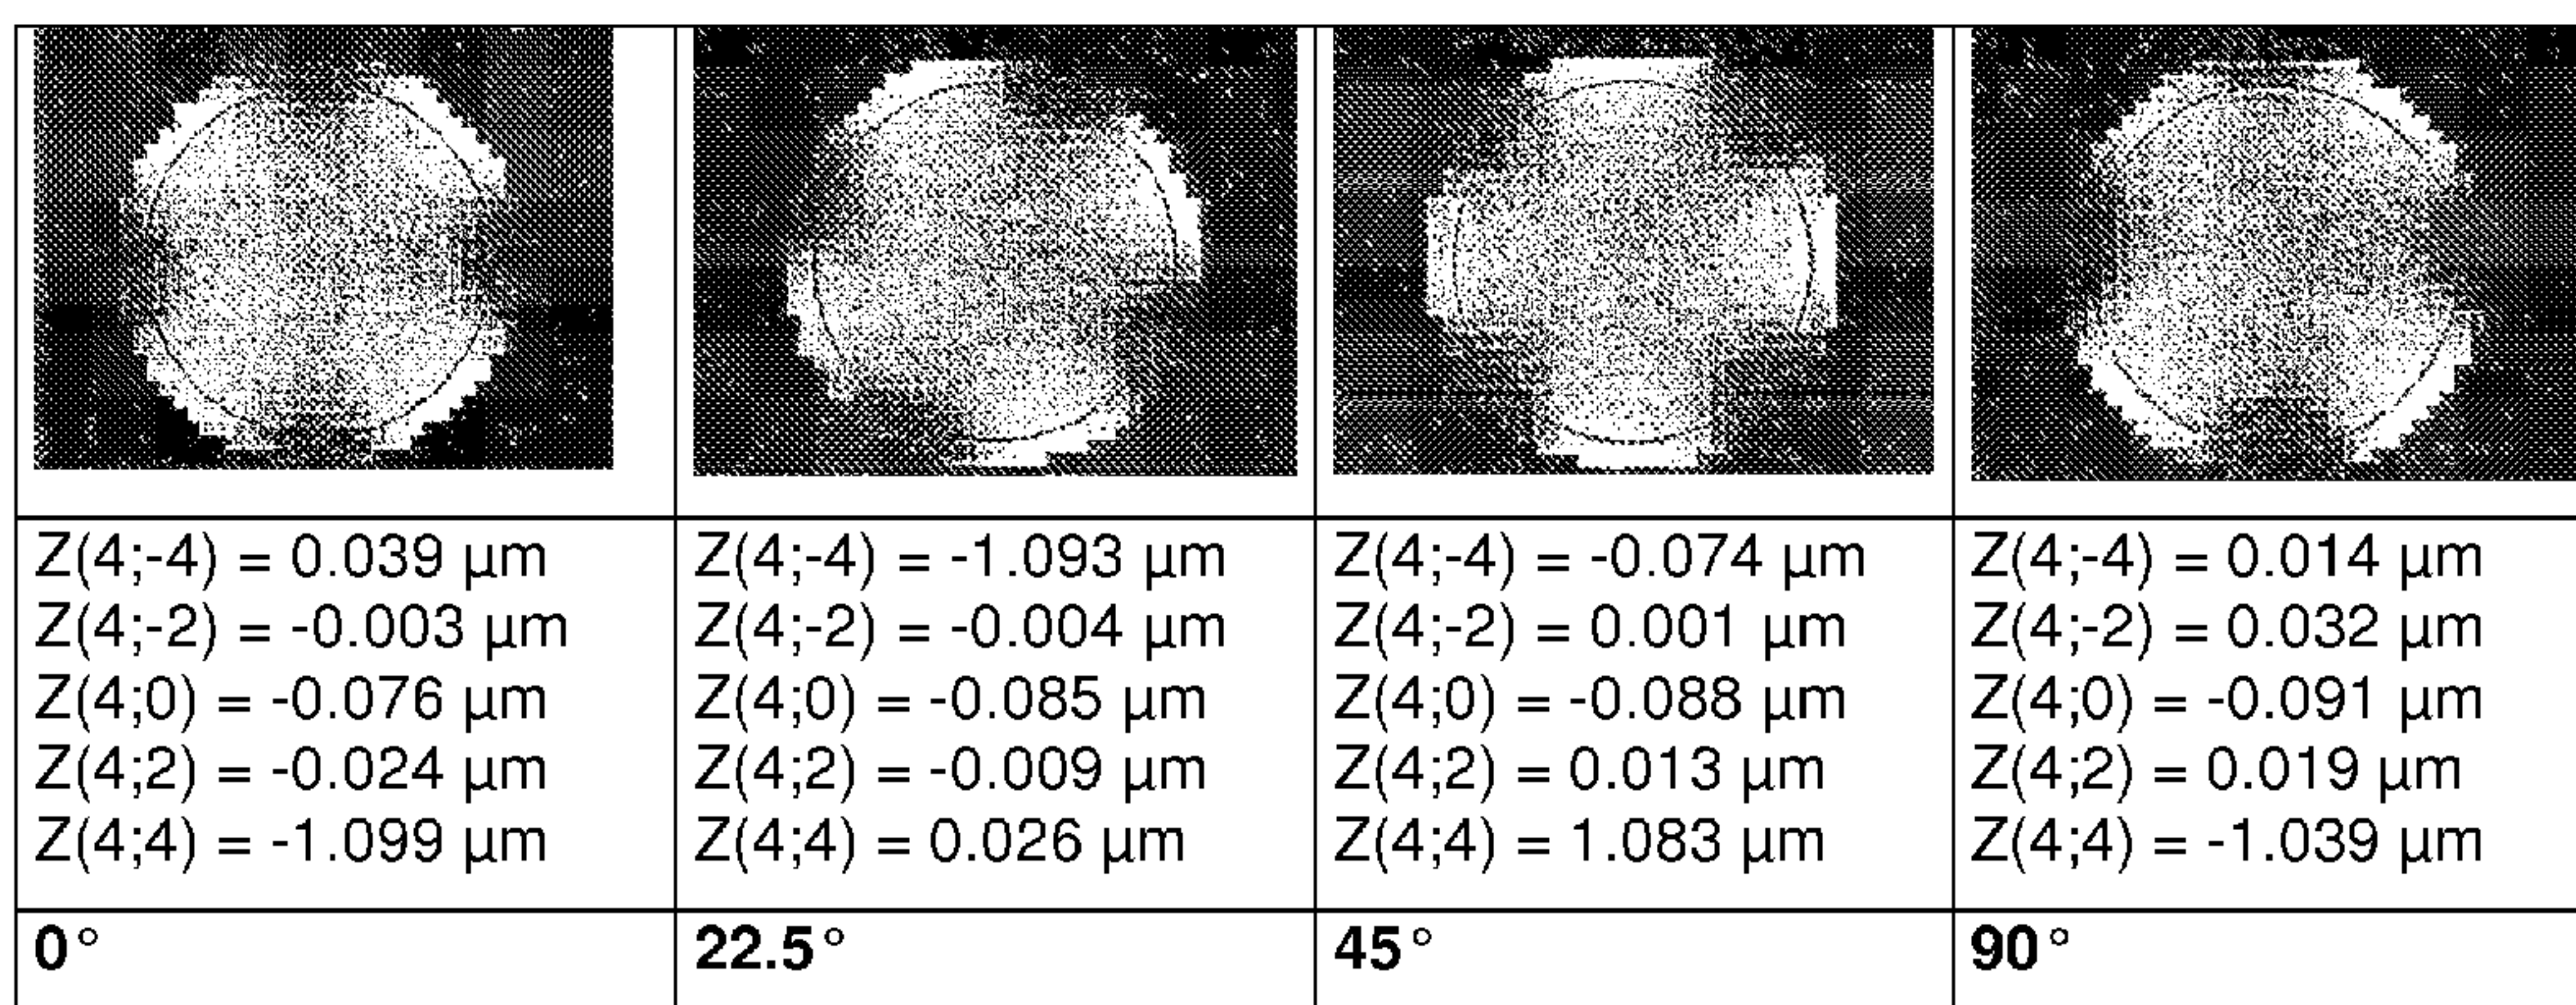 Z(4;-4) = 0.039 µm
Z(4;-2) = -0.003 µm
Z(4;0) = -0.076 µm
Z(4;2) = -0.024 µm
Z(4;4) = -1.099 µm
Z(4;-4) = -1.093 µm
Z(4;-2) = -0.004 µm
Z(4;0) = -0.085 µm
Z(4;2) = -0.009 µm
Z(4;4) = 0.026 µm
Z(4;-4) = -0.074 µm
Z(4;-2) = 0.001 µm
Z(4;0) = -0.088 µm
Z(4;2) = 0.013 µm
Z(4;4) = 1.083 µm
Z(4;-4) = 0.014 µm
Z(4;-2) = 0.032 µm
Z(4;0) = -0.091 µm
Z(4;2) = 0.019 µm
Z(4;4) = -1.039 µm
0°
22.5°
45°
90°